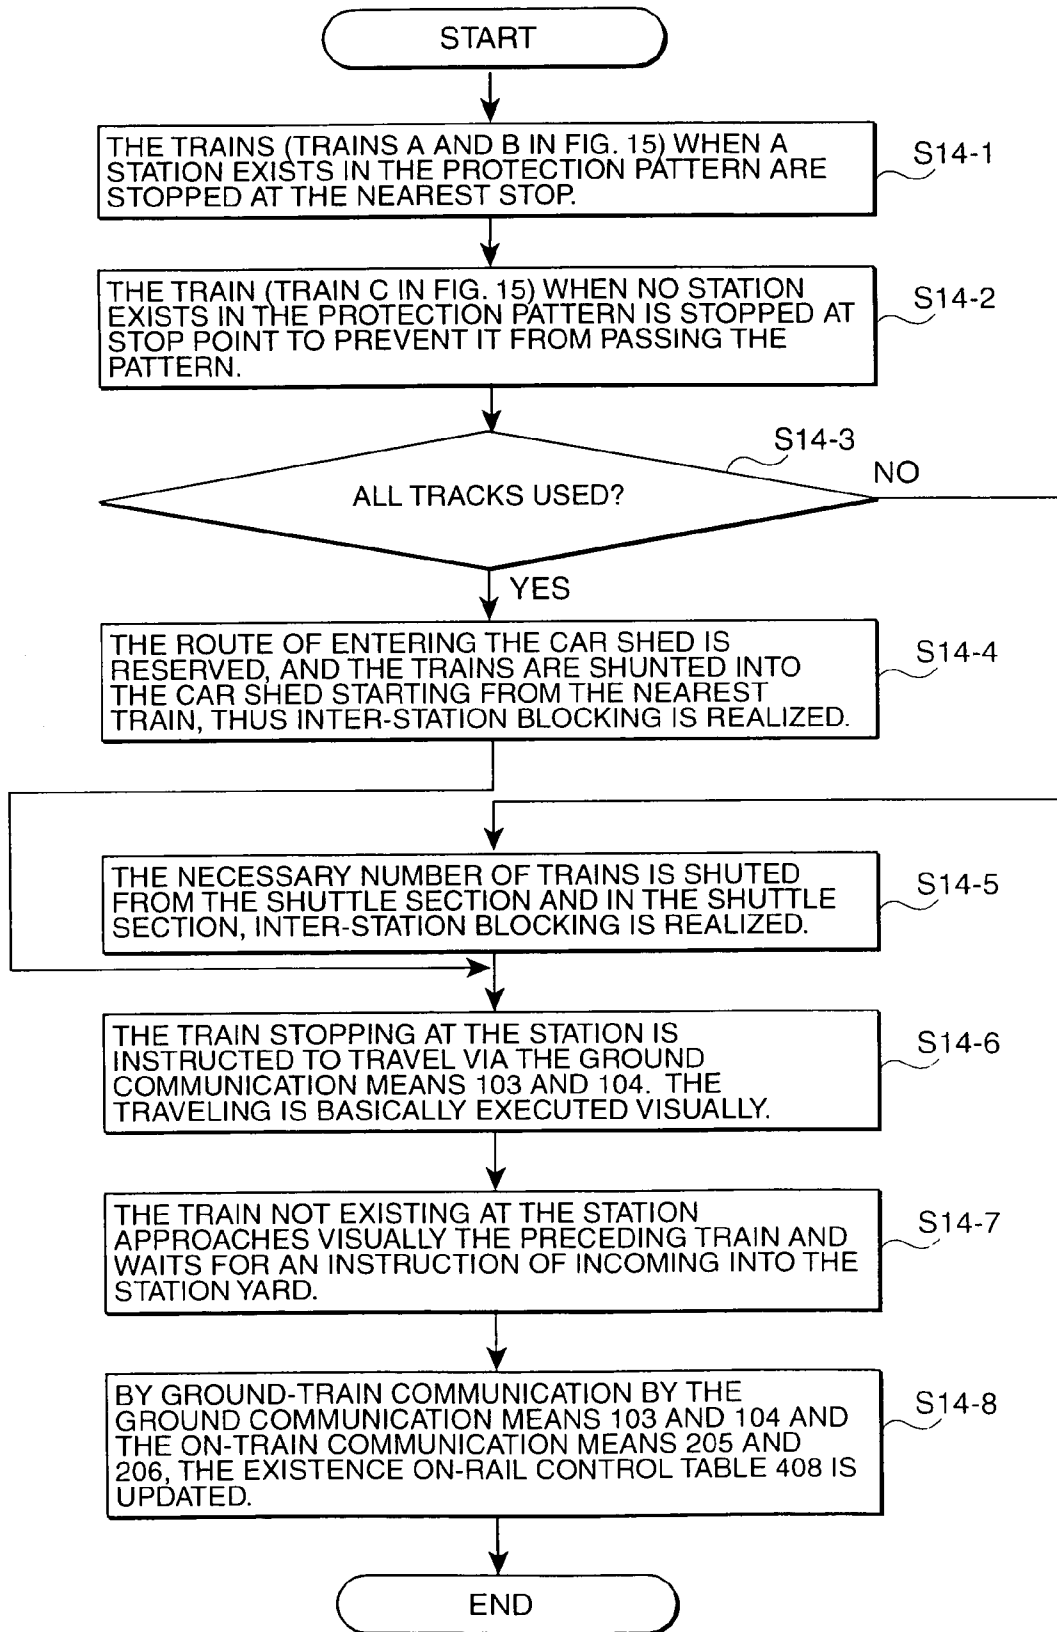 START
THE TRAINS (TRAINS A AND B IN FIG. 15) WHEN A
STATION EXISTS IN THE PROTECTION PATTERN ARE
STOPPED AT THE NEAREST STOP.
S14-1
THE TRAIN (TRAIN C IN FIG. 15) WHEN NO STATION
EXISTS IN THE PROTECTION PATTERN IS STOPPED AT
STOP POINT TO PREVENT IT FROM PASSING THE
PATTERN.
S14-2
S14-3
ALL TRACKS USED?
NO
YES
THE ROUTE OF ENTERING THE CAR SHED IS
RESERVED, AND THE TRAINS ARE SHUNTED INTO
THE CAR SHED STARTING FROM THE NEAREST
TRAIN, THUS INTER-STATION BLOCKING IS REALIZED.
S14-4
THE NECESSARY NUMBER OF TRAINS IS SHUTED
FROM THE SHUTTLE SECTION AND IN THE SHUTTLE
SECTION, INTER-STATION BLOCKING IS REALIZED.
S14-5
THE TRAIN STOPPING AT THE STATION IS
INSTRUCTED TO TRAVEL VIA THE GROUND
COMMUNICATION MEANS 103 AND 104. THE
TRAVELING IS BASICALLY EXECUTED VISUALLY.
S14-6
THE TRAIN NOT EXISTING AT THE STATION
APPROACHES VISUALLY THE PRECEDING TRAIN AND
WAITS FOR AN INSTRUCTION OF INCOMING INTO THE
STATION YARD.
S14-7
BY GROUND-TRAIN COMMUNICATION BY THE
GROUND COMMUNICATION MEANS 103 AND 104 AND
THE ON-TRAIN COMMUNICATION MEANS 205 AND
206, THE EXISTENCE ON-RAIL CONTROL TABLE 408 IS
UPDATED.
S14-8
END